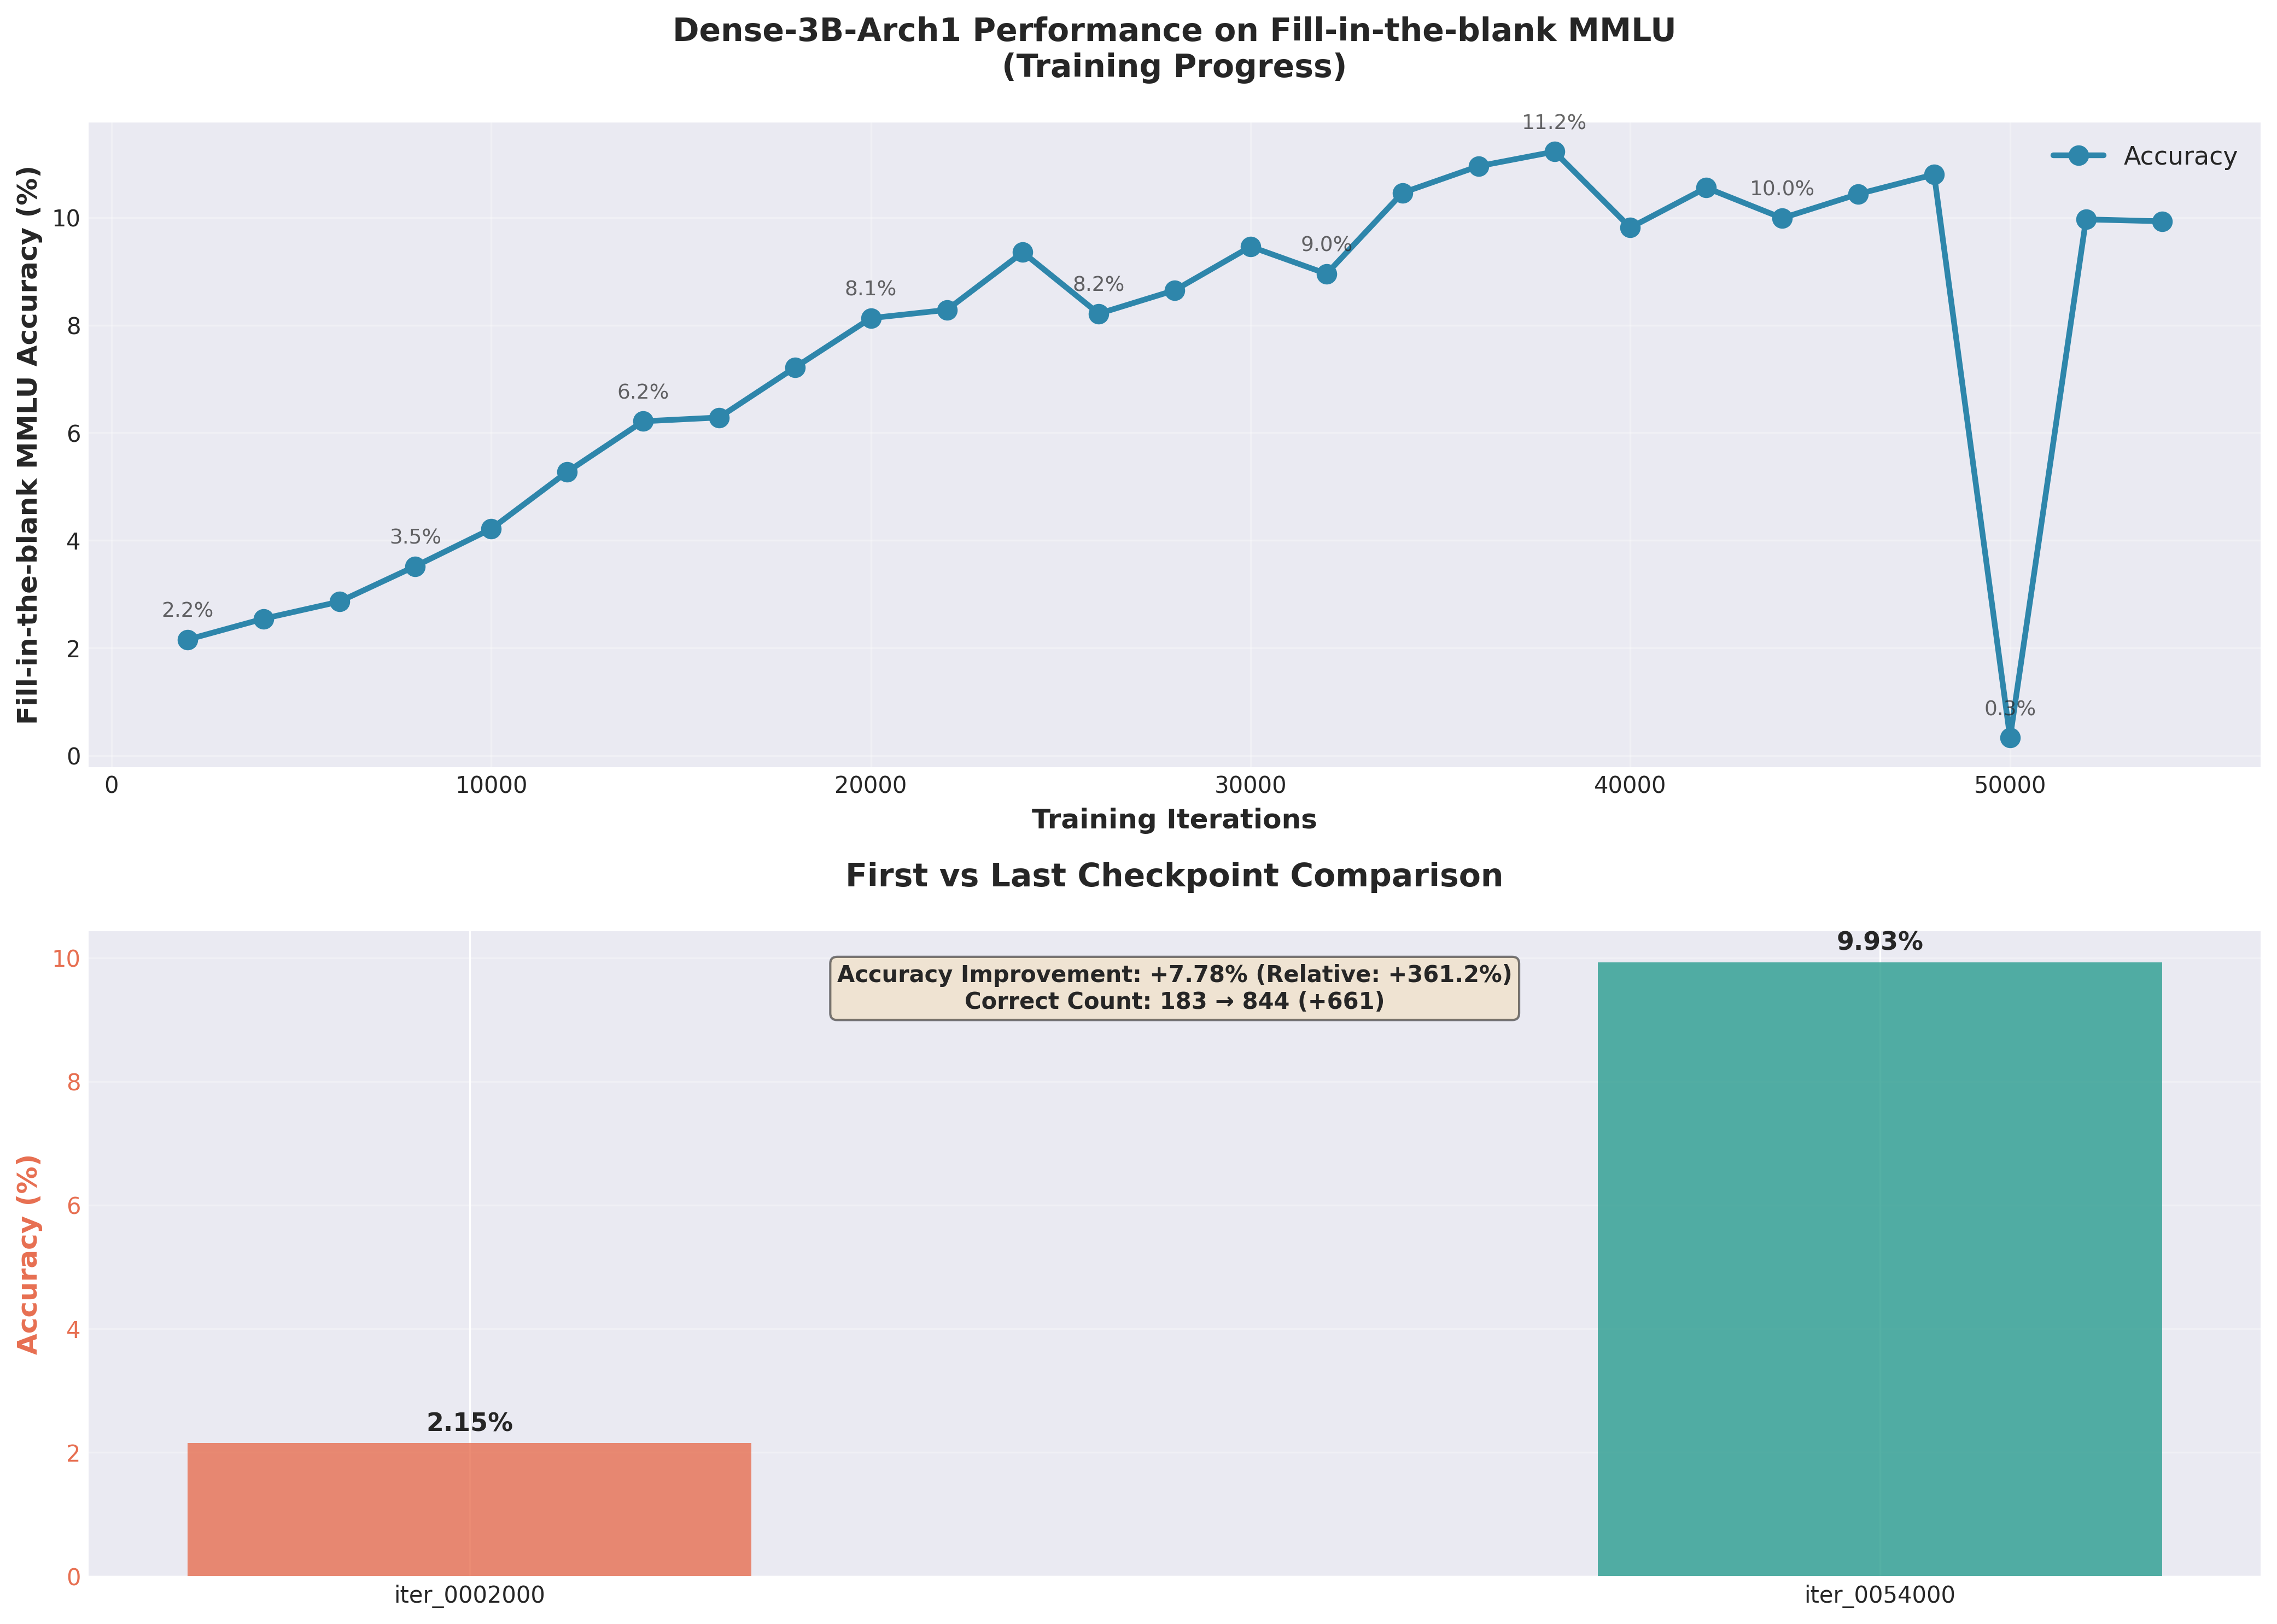 Dense-3B-Arch1 Performance on Fill-in-the-blank MMLU
(Training Progress)
Fill-in-the-blank MMLU Accuracy (%)
10
8
6
4
2
0
2.2%
3.5%
6.2%
8.1%
8.2%
9.0%
11.2%
10.0%
0.3%
Accuracy
0
10000
20000
30000
40000
50000
Training Iterations
First vs Last Checkpoint Comparison
Accuracy (%)
10
8
6
4
2
0
2.15%
Accuracy Improvement: +7.78% (Relative: +361.2%)
Correct Count: 183 → 844 (+661)
9.93%
iter_0002000
iter_0054000